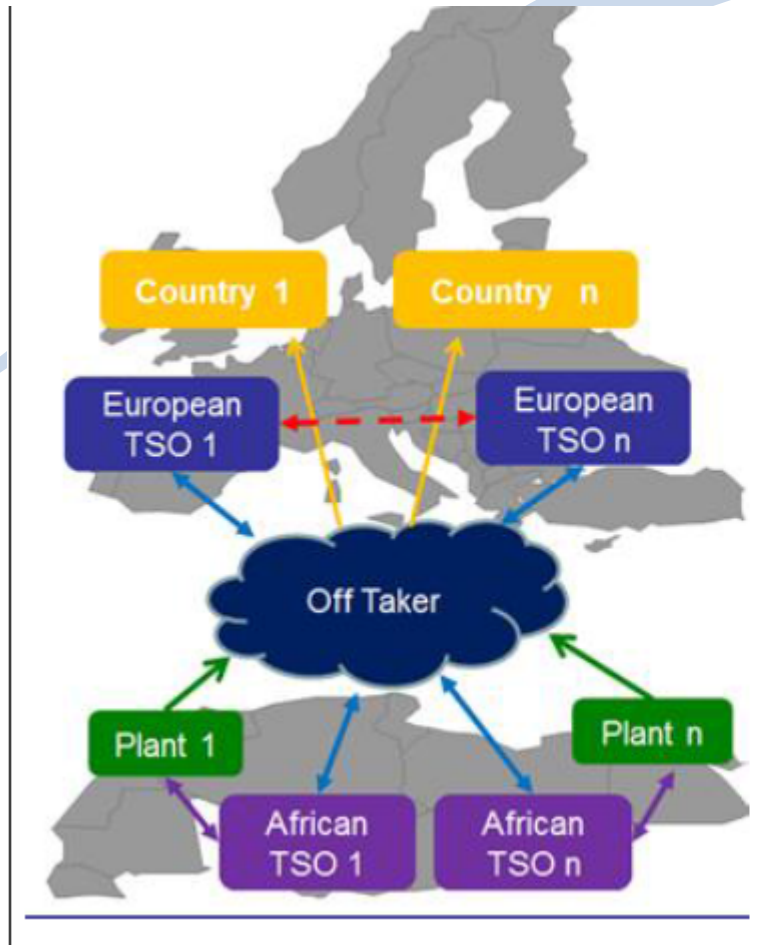 Country 1
Country n
European
TSO 1
European
TSO n
Off Taker
Plant 1
Plant n
African
TSO 1
African
TSO n